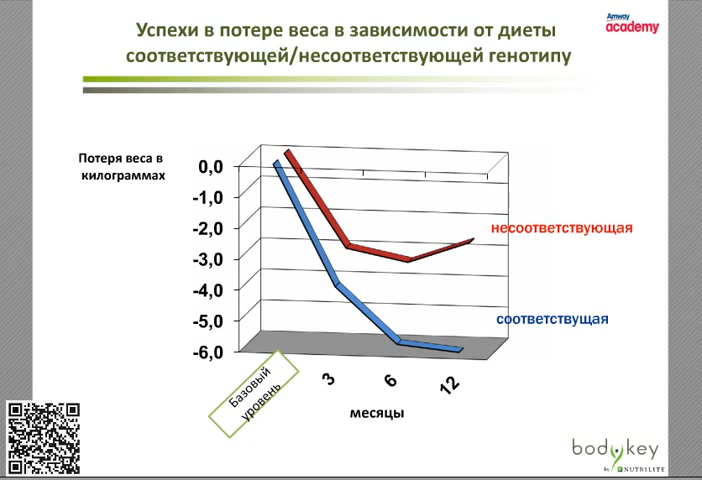 Успехи в потере веса в зависимости от диеты
соответствующей/несоответствующей генотипу
Amway
academy
Потеря веса в
килограммах
0,0
-1,0
-2,0
-3,0
-4,0
-5,0
-6,0
несоответствующая
соответствущая
Базовый
уровень
3
6
12
месяцы
bodykey
by NUTRILITE